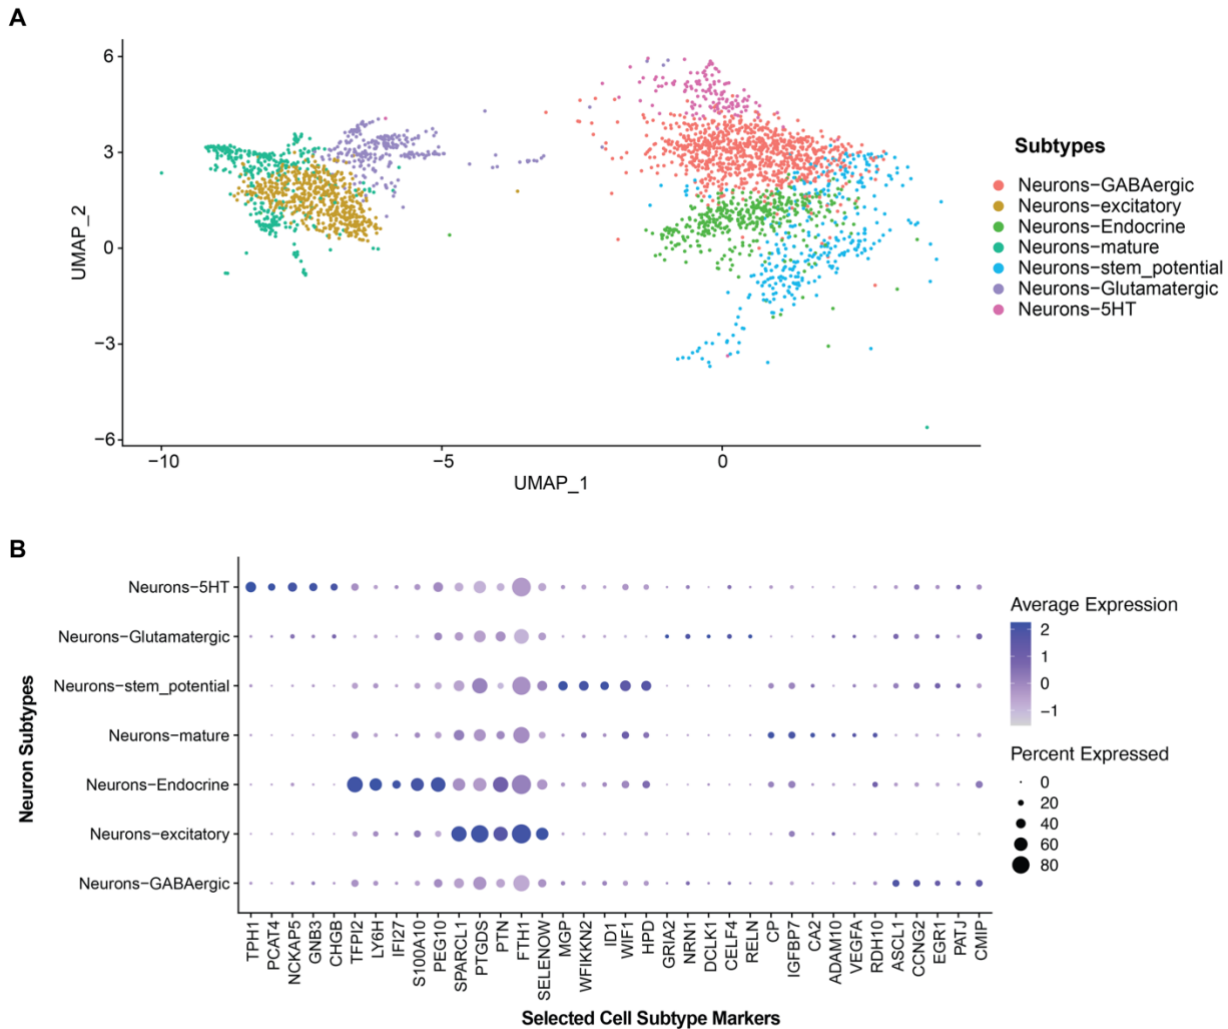 A
6
3
0
−3
−6
UMAP_2
−10
−5
0
UMAP_1
Subtypes
Neurons−GABAergic
Neurons−excitatory
Neurons−Endocrine
Neurons−mature
Neurons−stem_potential
Neurons−Glutamatergic
Neurons−5HT
B
Neuron Subtypes
Neurons−5HT
Neurons−Glutamatergic
Neurons−stem_potential
Neurons−mature
Neurons−Endocrine
Neurons−excitatory
Neurons−GABAergic
TPH1
PCAT4
NCKAP5
GNB3
CHGB
TFPI2
LY6H
IFI27
S100A10
PEG10
SPARCL1
PTGDS
PTN
FTH1
SELENOW
MGP
WFIKKN2
ID1
WIF1
HPD
GRIA2
NRN1
DCLK1
CELF4
RELN
CP
IGFBP7
CA2
ADAM10
VEGFA
RDH10
ASCL1
CCNG2
EGR1
PATJ
CMIP
Selected Cell Subtype Markers
Average Expression
2
1
0
−1
Percent Expressed
0
20
40
60
80